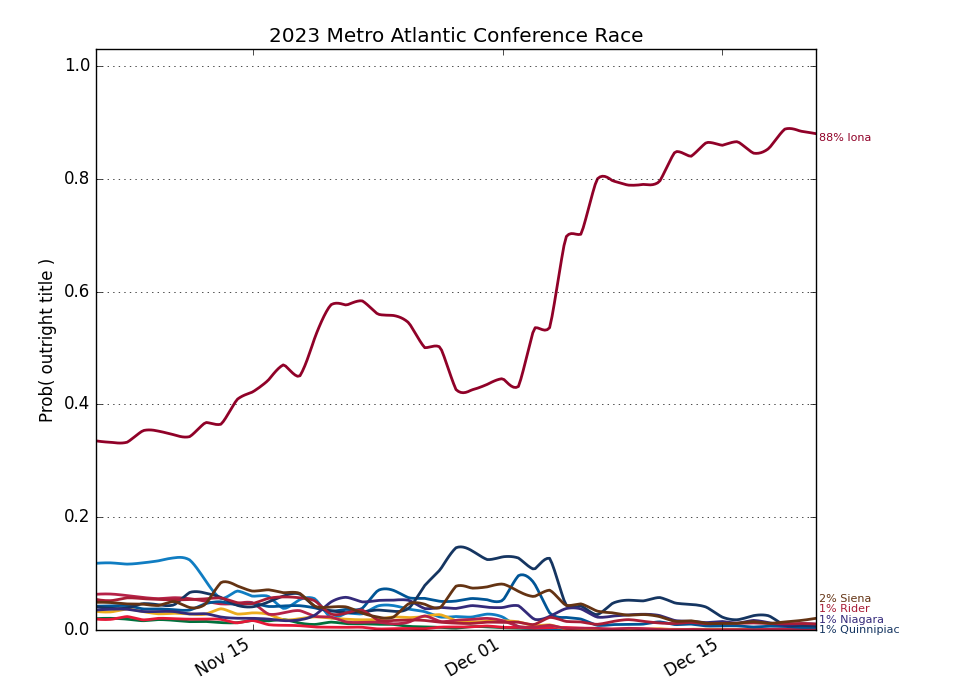 2023 Metro Atlantic Conference Race
Prob( outright title )
1.0
0.8
0.6
0.4
0.2
0.0
Nov 15
Dec 01
Dec 15
88% Iona
2% Siena
1% Rider
1% Niagara
1% Quinnipiac